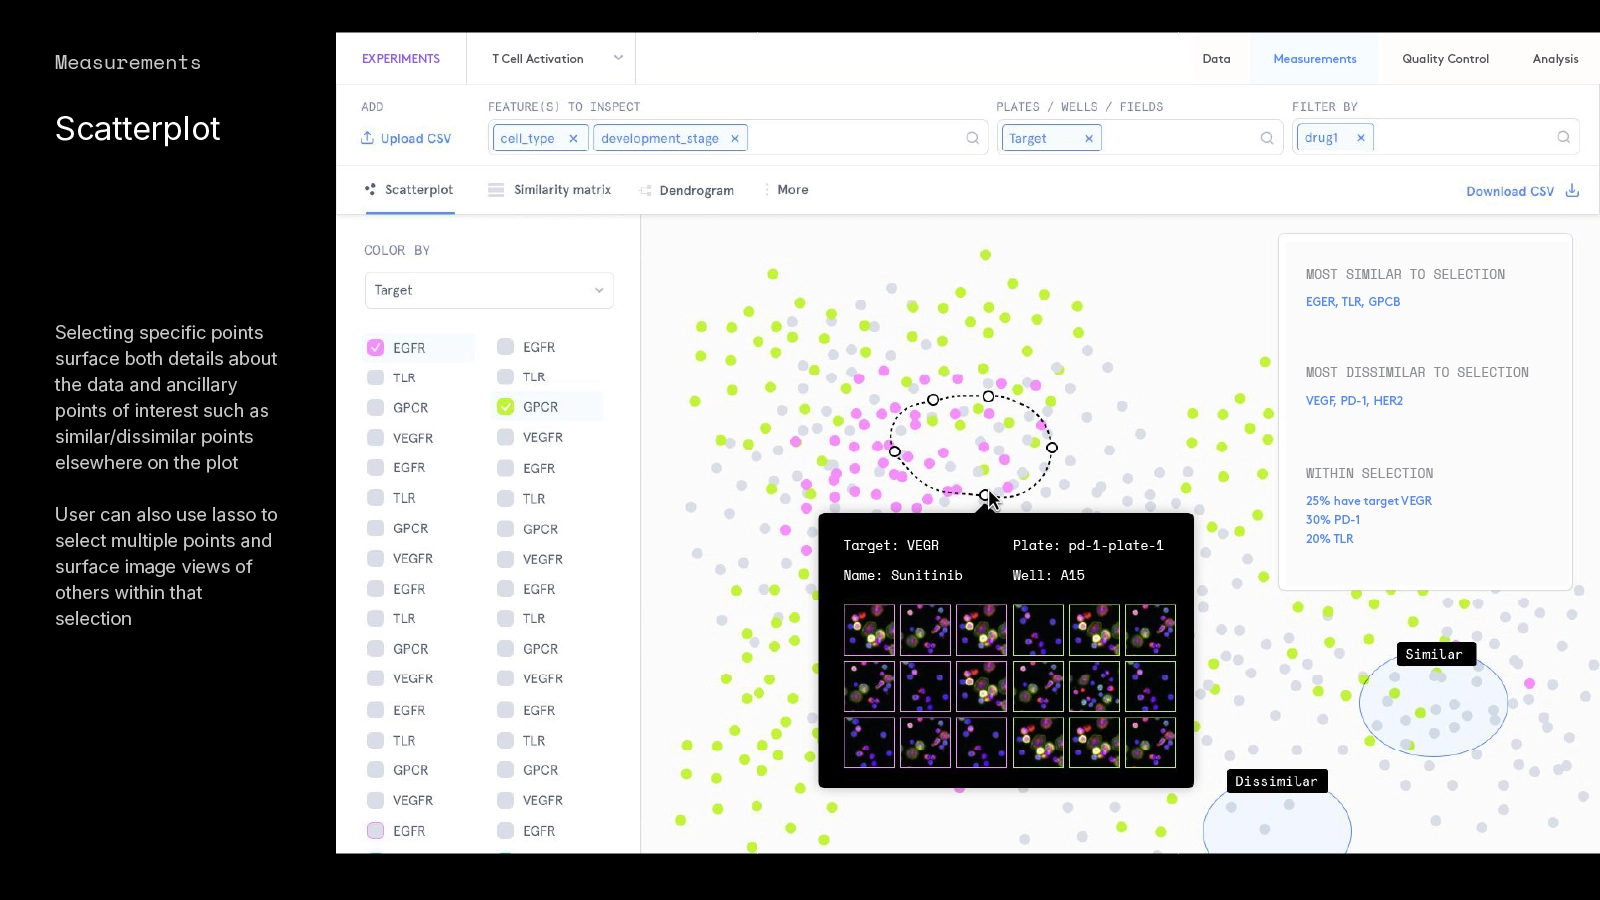 Measurements
Scatterplot
Selecting specific points
surface both details about
the data and ancillary
points of interest such as
similar/dissimilar points
elsewhere on the plot
User can also use lasso to
select multiple points and
surface image views of
others within that
selection
EXPERIMENTS
T Cell Activation
Data
Measurements
Quality Control
Analysis
ADD
Upload CSV
FEATURE(S) TO INSPECT
cell_type ×
development_stage ×
PLATES / WELLS / FIELDS
Target ×
FILTER BY
drug1 ×
Scatterplot
Similarity matrix
Dendrogram
More
Download CSV
COLOR BY
Target
EGFR EGFR
TLR TLR
GPCR GPCR
VEGFR VEGFR
EGFR EGFR
TLR TLR
GPCR GPCR
VEGFR VEGFR
EGFR EGFR
TLR TLR
GPCR GPCR
VEGFR VEGFR
EGFR EGFR
TLR TLR
GPCR GPCR
VEGFR VEGFR
EGFR EGFR
Target: VEGR Plate: pd-1-plate-1
Name: Sunitinib Well: A15
MOST SIMILAR TO SELECTION
EGER, TLR, GPCB
MOST DISSIMILAR TO SELECTION
VEGF, PD-1, HER2
WITHIN SELECTION
25% have target VEGR
30% PD-1
20% TLR
Similar
Dissimilar